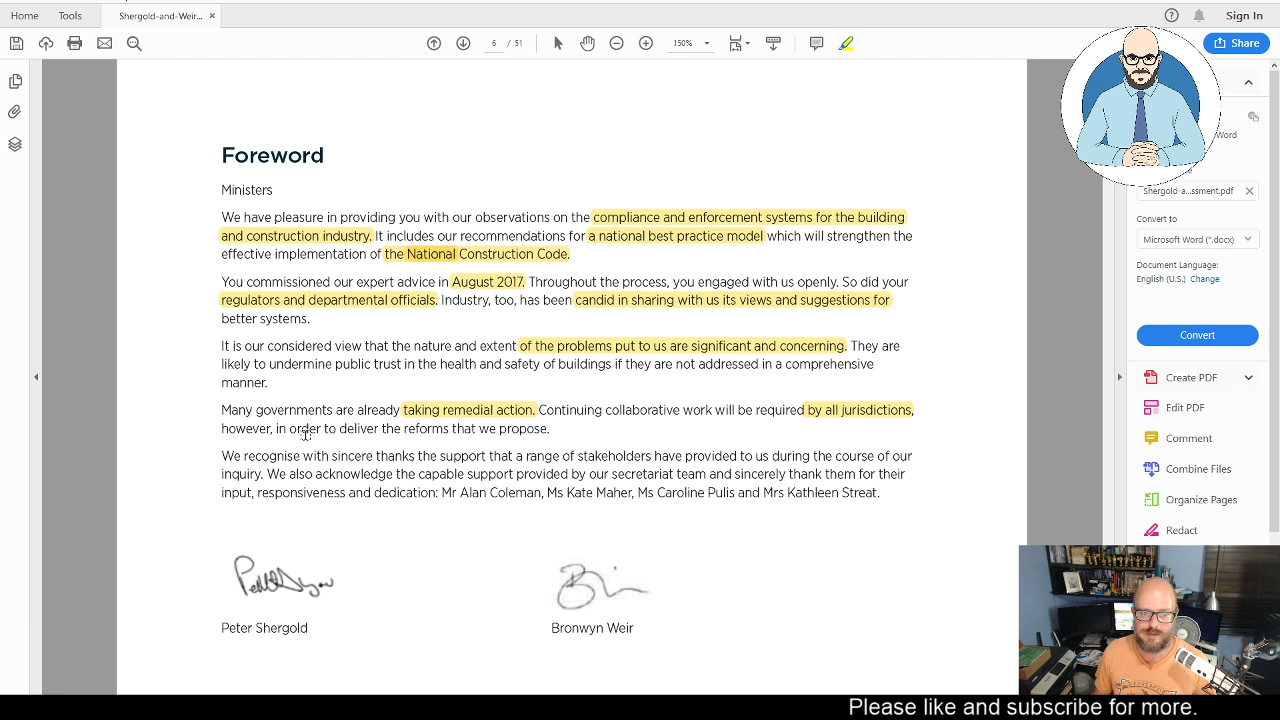 Home
Tools
Shergold-and-Weir...
Sign In
6 / 51
150%
Share
Word
Shergold-a...ssment.pdf
Convert to
Microsoft Word (*.docx)
Document Language:
English (U.S.) Change
Convert
Create PDF
Edit PDF
Comment
Combine Files
Organize Pages
Redact
Foreword
Ministers
We have pleasure in providing you with our observations on the compliance and enforcement systems for the building
and construction industry. It includes our recommendations for a national best practice model which will strengthen the
effective implementation of the National Construction Code.
You commissioned our expert advice in August 2017. Throughout the process, you engaged with us openly. So did your
regulators and departmental officials. Industry, too, has been candid in sharing with us its views and suggestions for
better systems.
It is our considered view that the nature and extent of the problems put to us are significant and concerning. They are
likely to undermine public trust in the health and safety of buildings if they are not addressed in a comprehensive
manner.
Many governments are already taking remedial action. Continuing collaborative work will be required by all jurisdictions,
however, in order to deliver the reforms that we propose.
We recognise with sincere thanks the support that a range of stakeholders have provided to us during the course of our
inquiry. We also acknowledge the capable support provided by our secretariat team and sincerely thank them for their
input, responsiveness and dedication: Mr Alan Coleman, Ms Kate Maher, Ms Caroline Pulis and Mrs Kathleen Streat.
Peter Shergold
Bronwyn Weir
Please like and subscribe for more.